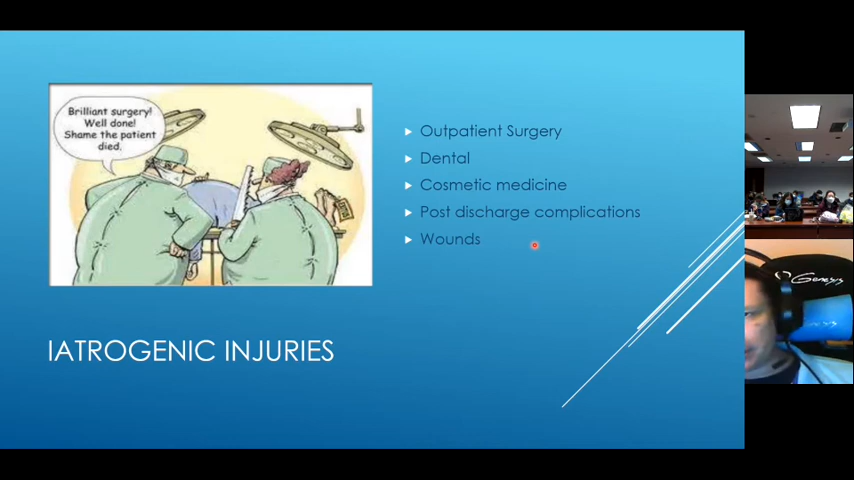 Brilliant surgery!
Well done!
Shame the patient
died.
Outpatient Surgery
Dental
Cosmetic medicine
Post discharge complications
Wounds
IATROGENIC INJURIES
Genesis